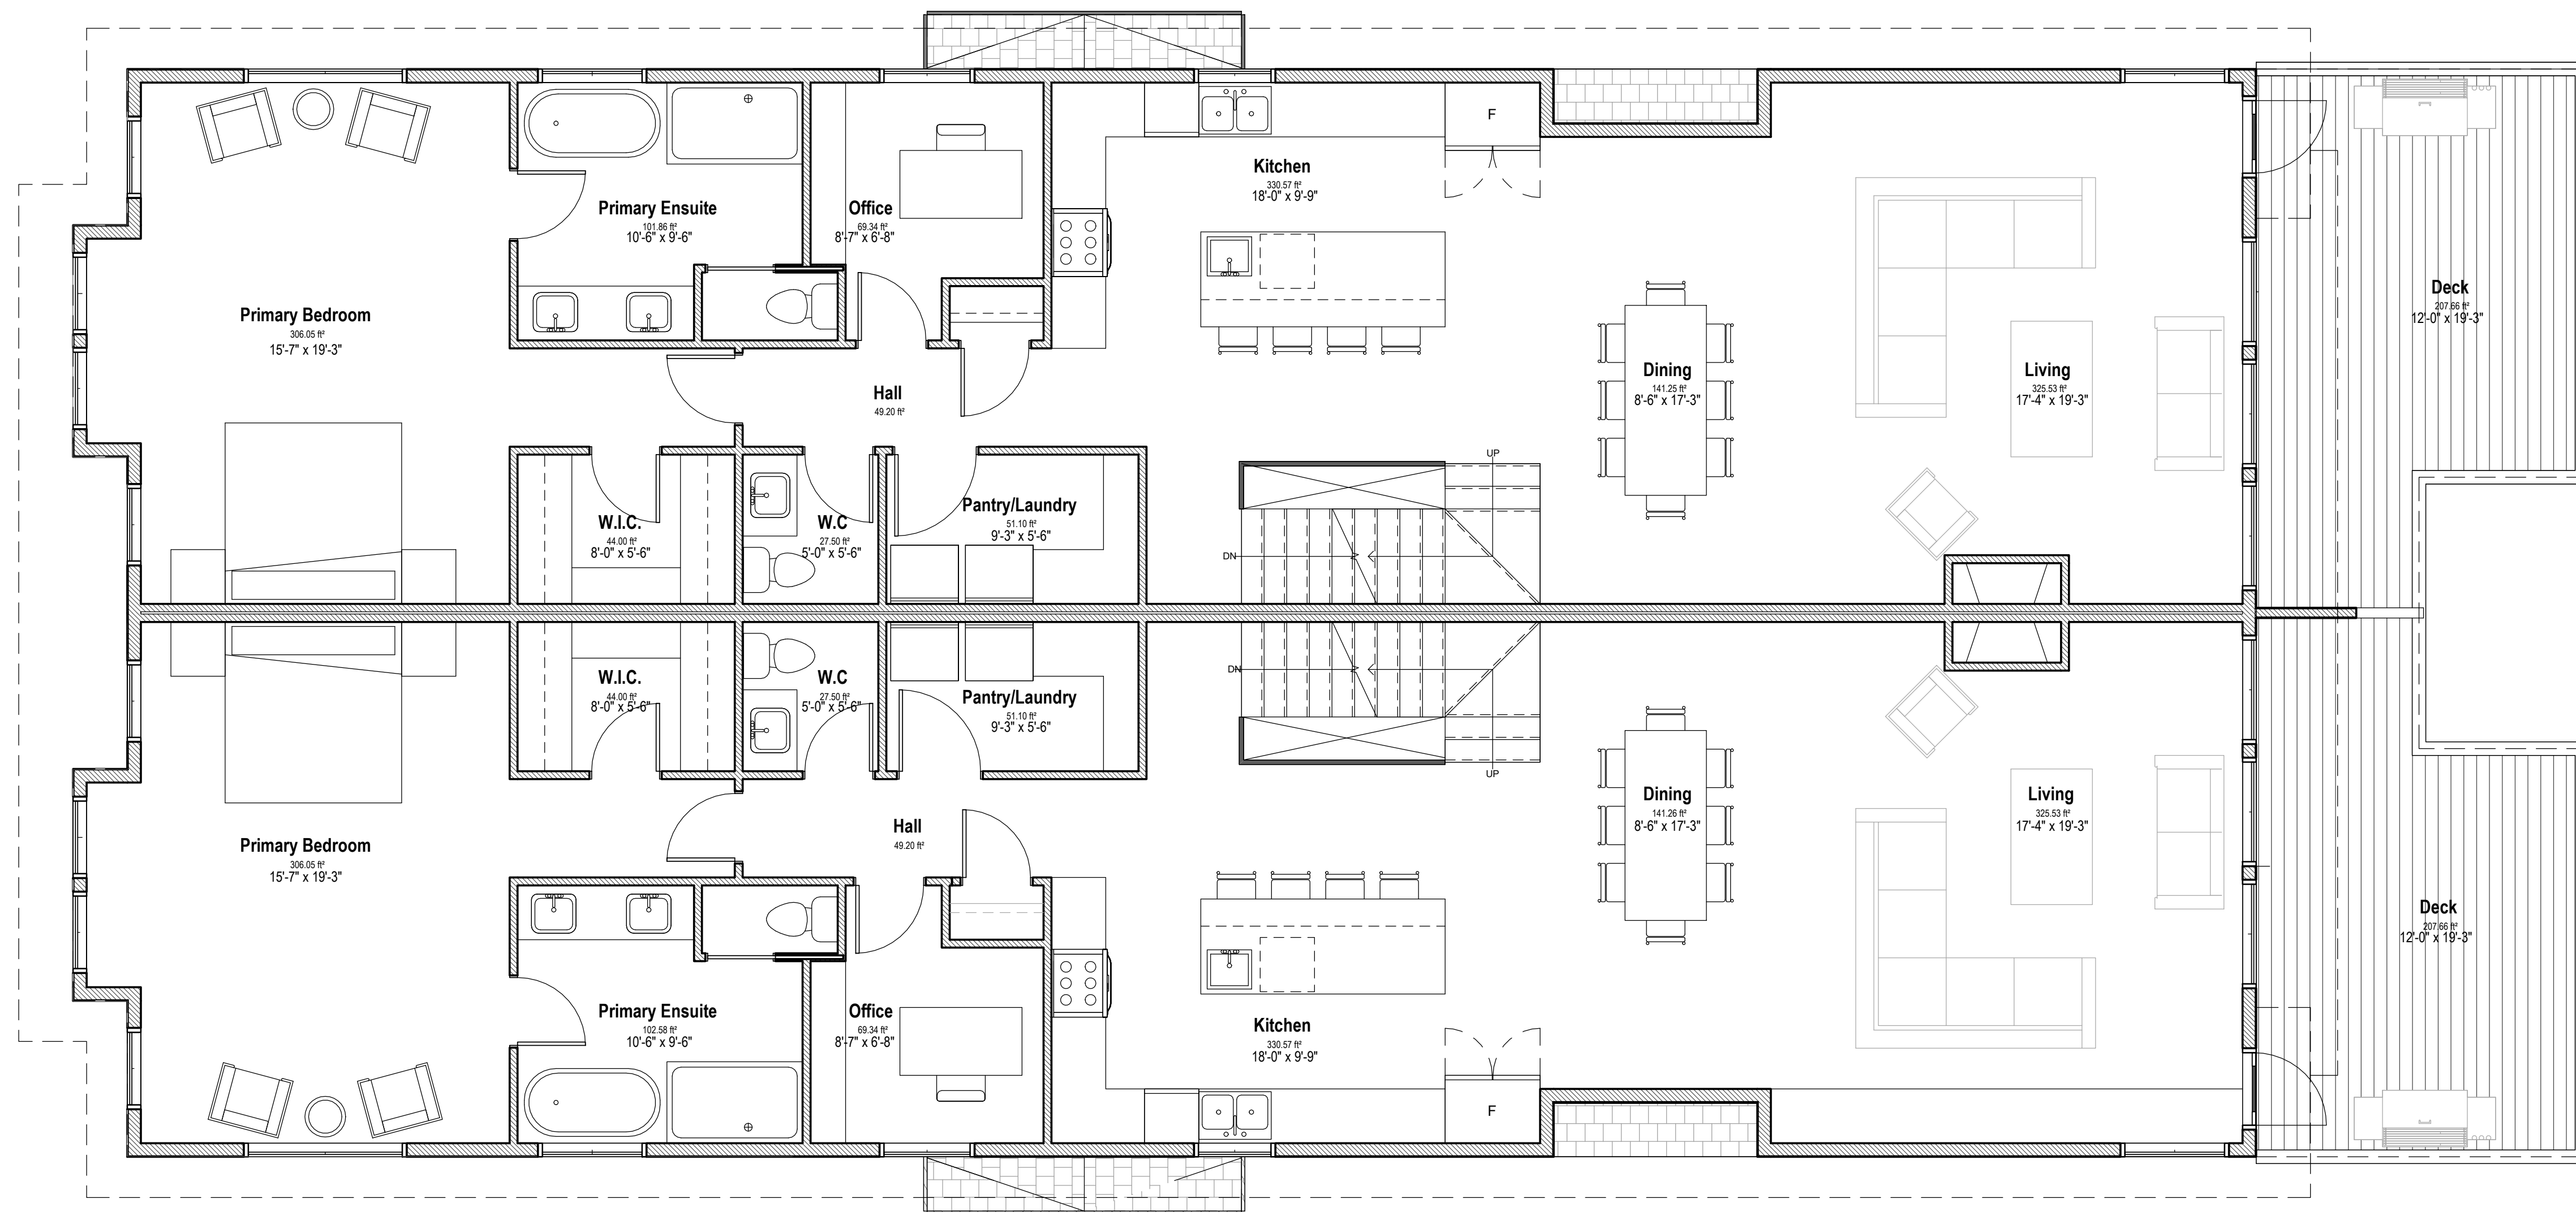 F
Kitchen
330.57 ft²
18'-0" x 9'-9"
Primary Ensuite
101.86 ft²
10'-6" x 9'-6"
Office
69.34 ft²
8'-7" x 6'-8"
Primary Bedroom
306.05 ft²
15'-7" x 19'-3"
Deck
207.66 ft²
12'-0" x 19'-3"
Hall
49.20 ft²
Dining
141.25 ft²
8'-6" x 17'-3"
Living
325.53 ft²
17'-4" x 19'-3"
UP
W.I.C.
44.00 ft²
8'-0" x 5'-6"
W.C
27.50 ft²
5'-0" x 5'-6"
Pantry/Laundry
51.10 ft²
9'-3" x 5'-6"
DN
W.I.C.
44.00 ft²
8'-0" x 5'-6"
W.C
27.50 ft²
5'-0" x 5'-6"
Pantry/Laundry
51.10 ft²
9'-3" x 5'-6"
DN
UP
Hall
49.20 ft²
Dining
141.26 ft²
8'-6" x 17'-3"
Living
325.53 ft²
17'-4" x 19'-3"
Primary Bedroom
306.05 ft²
15'-7" x 19'-3"
Deck
207.66 ft²
12'-0" x 19'-3"
Primary Ensuite
102.58 ft²
10'-6" x 9'-6"
Office
69.34 ft²
8'-7" x 6'-8"
Kitchen
330.57 ft²
18'-0" x 9'-9"
F